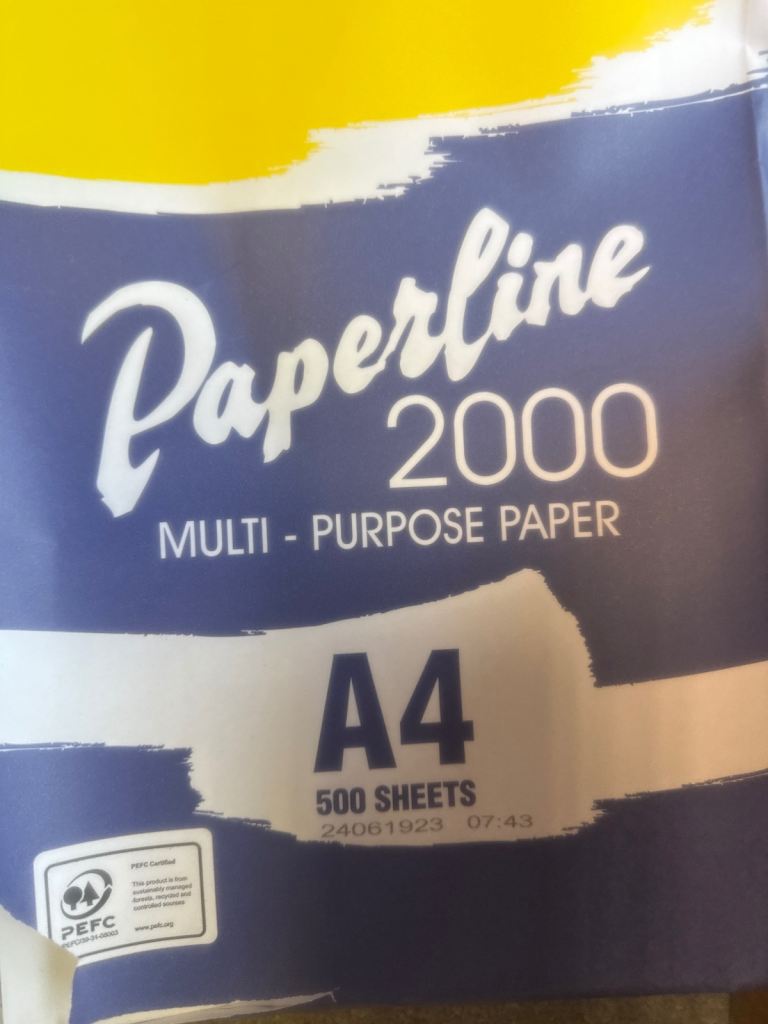 Paperline
2000
MULTI - PURPOSE PAPER
A4
500 SHEETS
24061923 07:43
PEFC Certified
This product is from
sustainably managed
forests, recycled and
controlled sources
www.pefc.org
PEFC